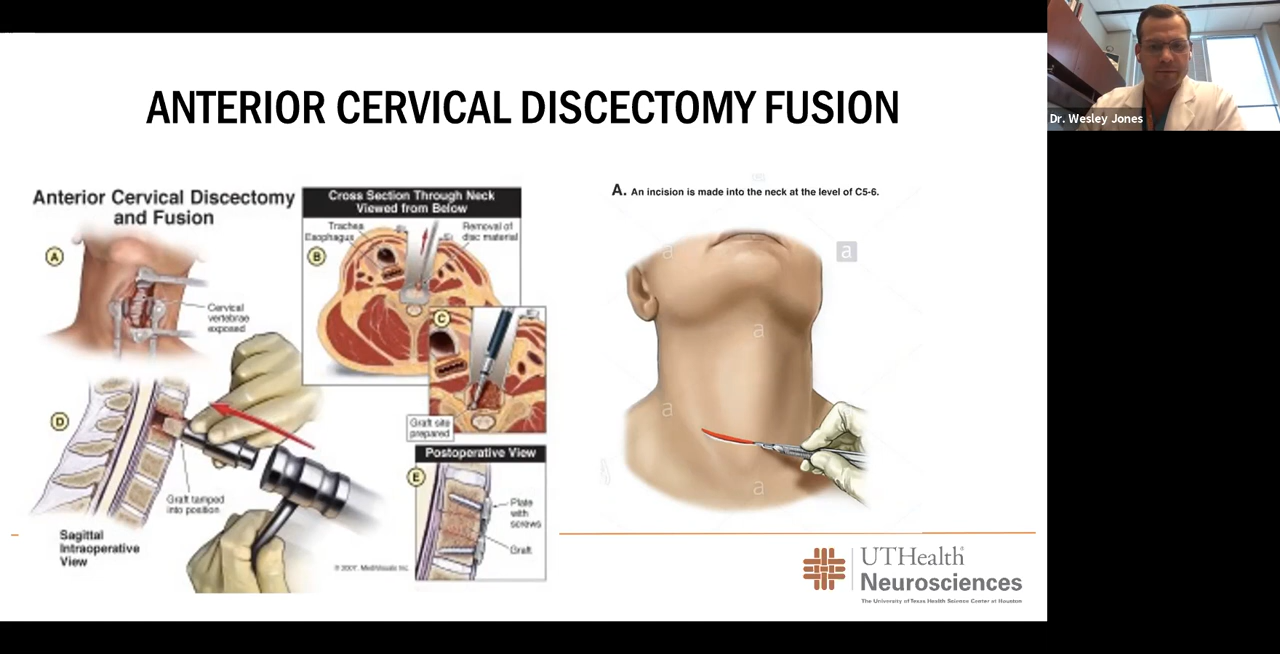 ANTERIOR CERVICAL DISCECTOMY FUSION
Anterior Cervical Discectomy
and Fusion
A
Cervical
vertebrae
exposed
Cross Section Through Neck
Viewed from Below
Trachea
Esophagus
Removal of
disc material
B
C
Graft site
prepared
D
Graft tamped
into position
Sagittal
Intraoperative
View
Postoperative View
E
Plate
with
screws
Graft
© 2007, MediVisuals Inc.
A. An incision is made into the neck at the level of C5-6.
a
a
a
a
a
UTHealth
Neurosciences
The University of Texas Health Science Center at Houston
Dr. Wesley Jones